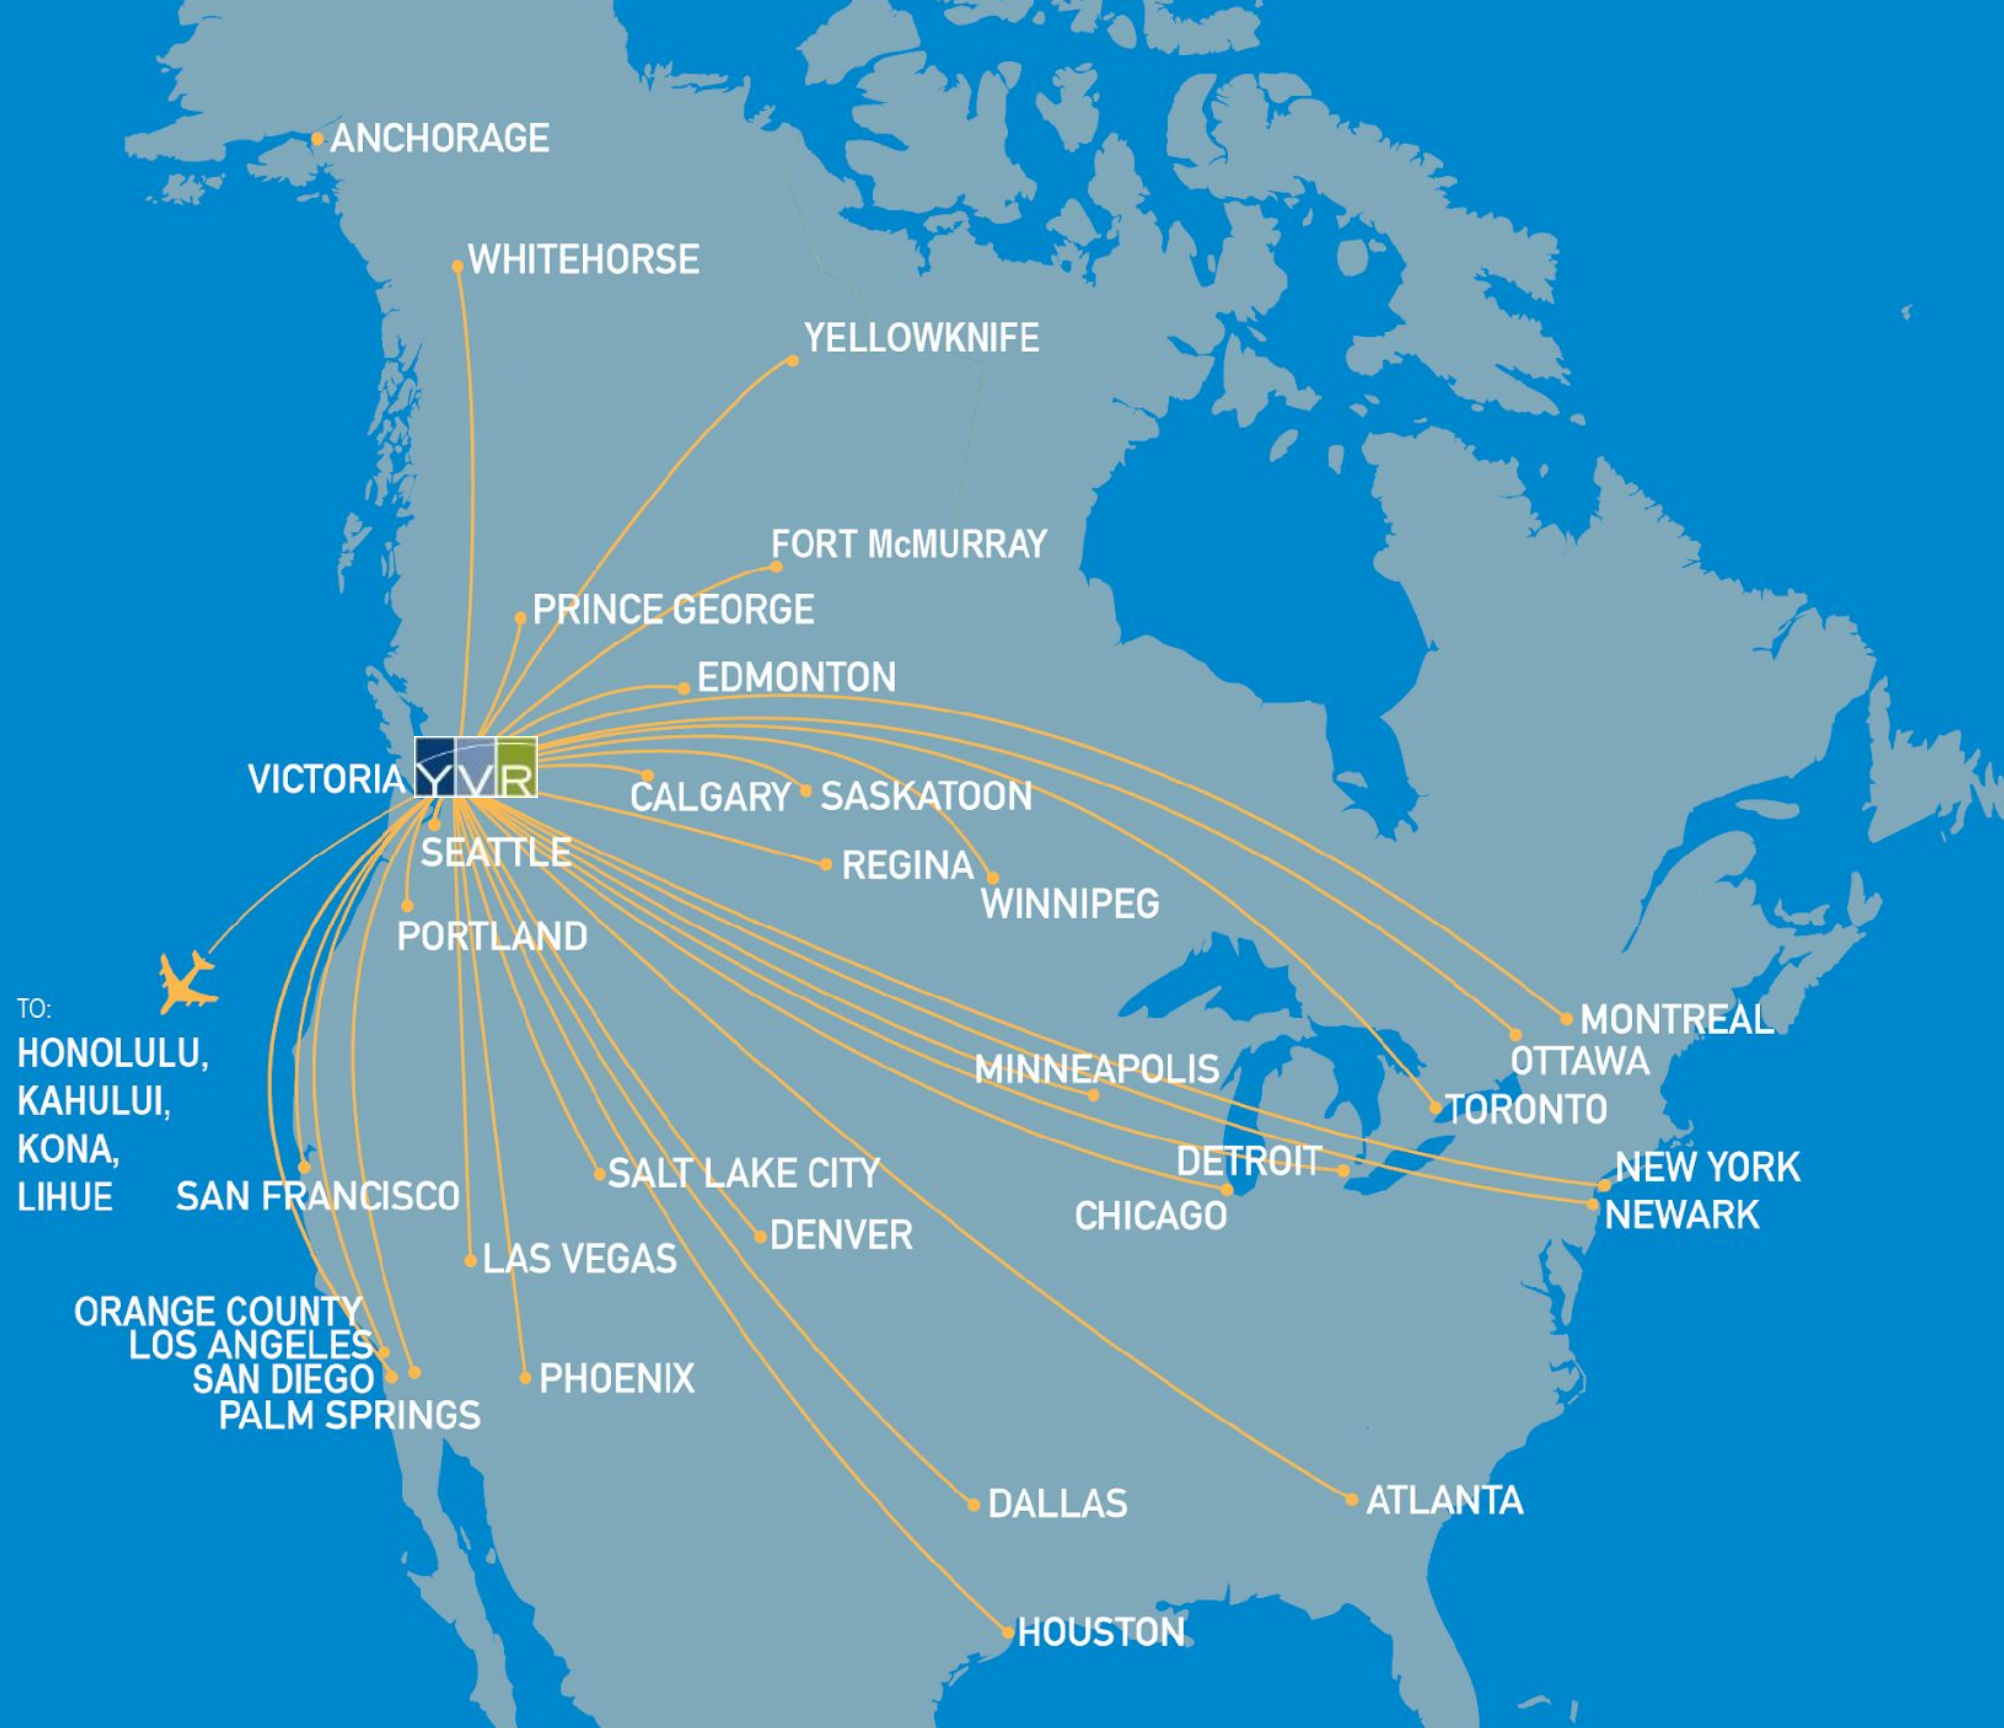 ANCHORAGE
WHITEHORSE
YELLOWKNIFE
FORT McMURRAY
PRINCE GEORGE
EDMONTON
VICTORIA
YVR
CALGARY
SASKATOON
SEATTLE
REGINA
WINNIPEG
PORTLAND
TO:
HONOLULU,
KAHULUI,
KONA,
LIHUE
MONTREAL
OTTAWA
MINNEAPOLIS
TORONTO
DETROIT
NEW YORK
SAN FRANCISCO
SALT LAKE CITY
CHICAGO
NEWARK
DENVER
LAS VEGAS
ORANGE COUNTY
LOS ANGELES
SAN DIEGO
PALM SPRINGS
PHOENIX
DALLAS
ATLANTA
HOUSTON